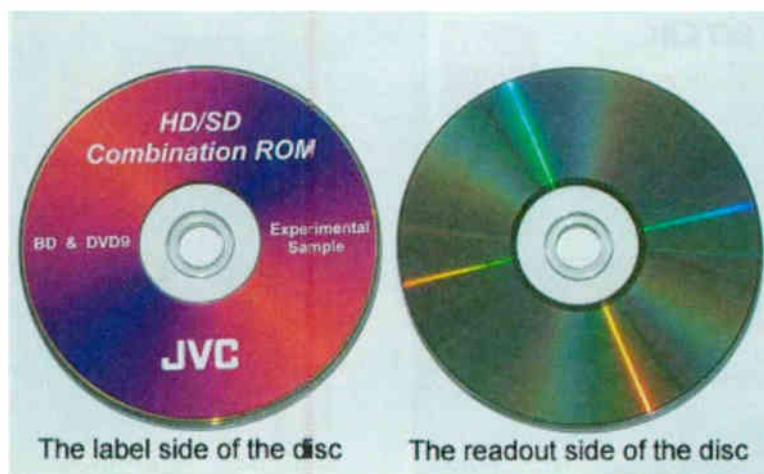 HD/SD
Combination ROM
BD & DVD9
Experimental
Sample
JVC
The label side of the disc
The readout side of the disc